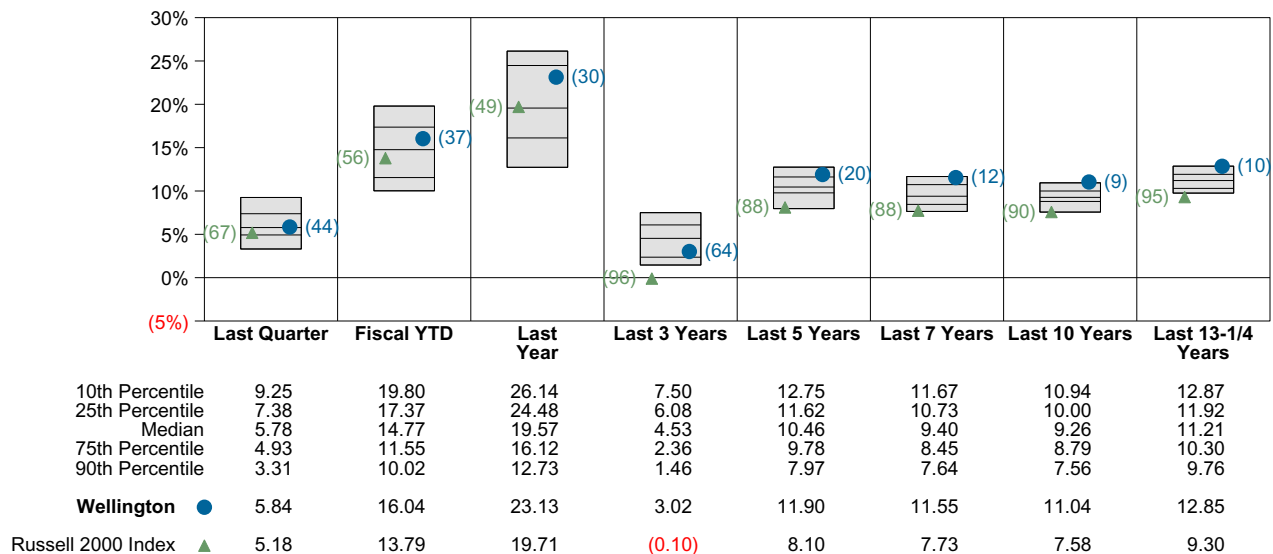 30%
25%
20%
15%
10%
5%
0%
(5%)
(67) (44)
(56) (37)
(49) (30)
(96) (64)
(88) (20)
(88) (12)
(90) (9)
(95) (10)
Last Quarter Fiscal YTD Last Year Last 3 Years Last 5 Years Last 7 Years Last 10 Years Last 13-1/4 Years
10th Percentile 9.25 19.80 26.14 7.50 12.75 11.67 10.94 12.87
25th Percentile 7.38 17.37 24.48 6.08 11.62 10.73 10.00 11.92
Median 5.78 14.77 19.57 4.53 10.46 9.40 9.26 11.21
75th Percentile 4.93 11.55 16.12 2.36 9.78 8.45 8.79 10.30
90th Percentile 3.31 10.02 12.73 1.46 7.97 7.64 7.56 9.76
Wellington 5.84 16.04 23.13 3.02 11.90 11.55 11.04 12.85
Russell 2000 Index 5.18 13.79 19.71 (0.10) 8.10 7.73 7.58 9.30